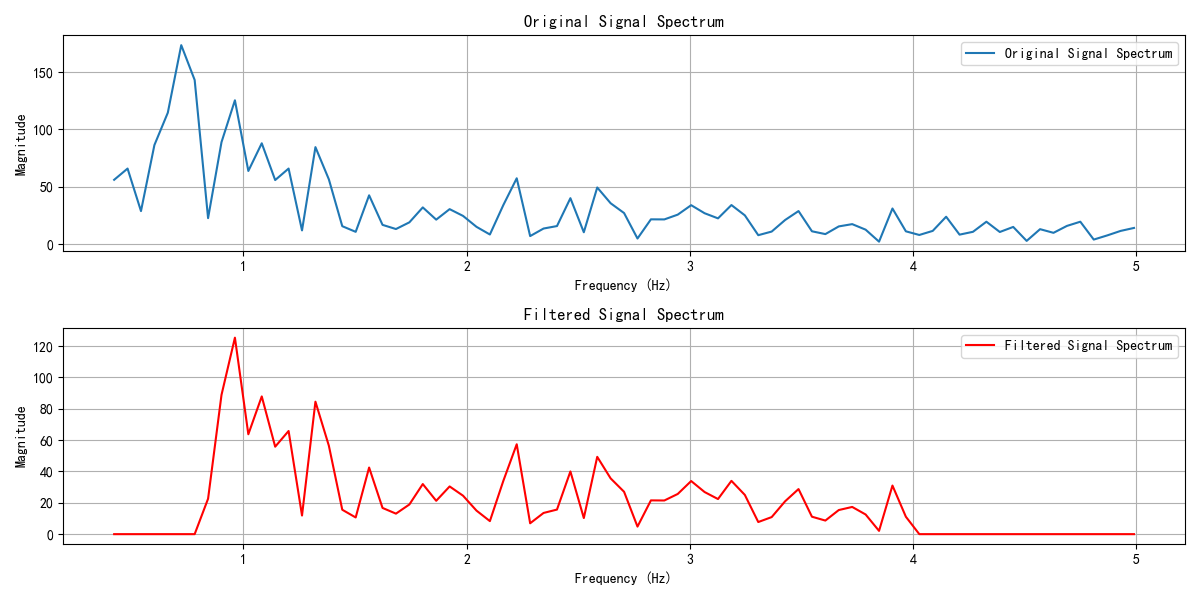 Original Signal Spectrum
Original Signal Spectrum
Magnitude
150
100
50
0
1 2 3 4 5
Frequency (Hz)
Filtered Signal Spectrum
Filtered Signal Spectrum
Magnitude
120
100
80
60
40
20
0
1 2 3 4 5
Frequency (Hz)